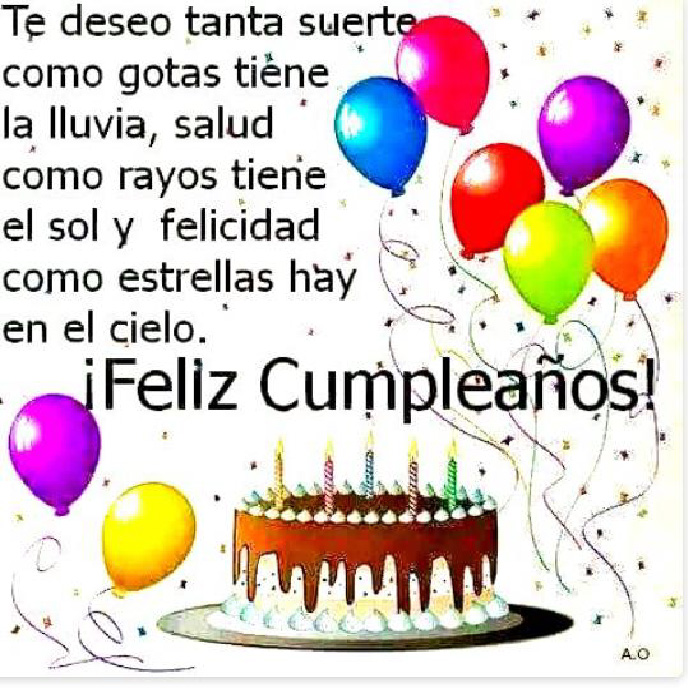 Te deseo tanta suerte
como gotas tiene
la lluvia, salud
como rayos tiene
el sol y felicidad
como estrellas hay
en el cielo.
¡Feliz Cumpleaños!
A.O